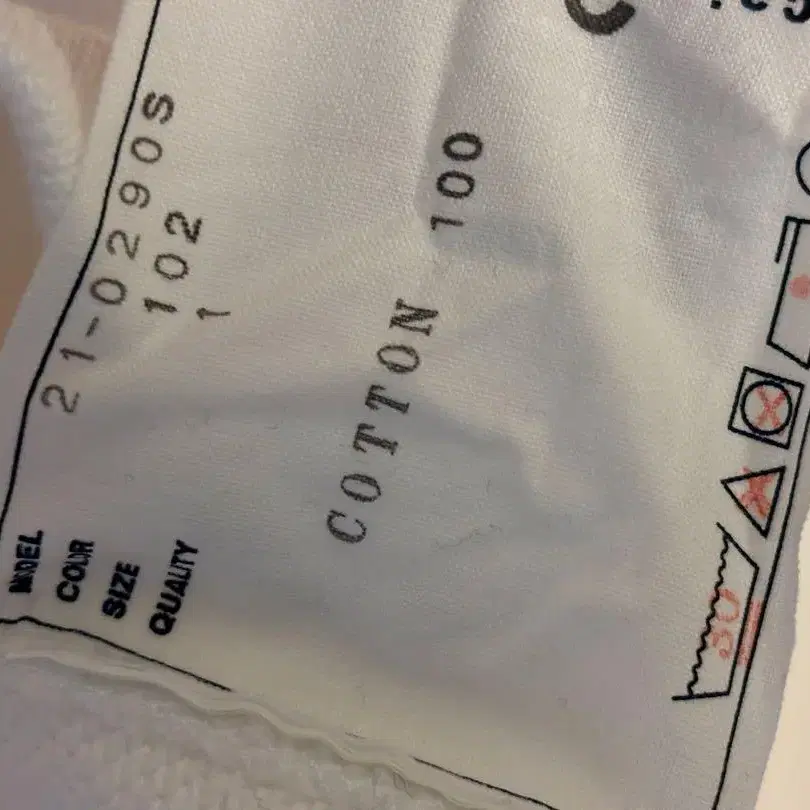 MODEL 21-0290S
COLOR 102
SIZE 1
QUALITY
COTTON 100
30